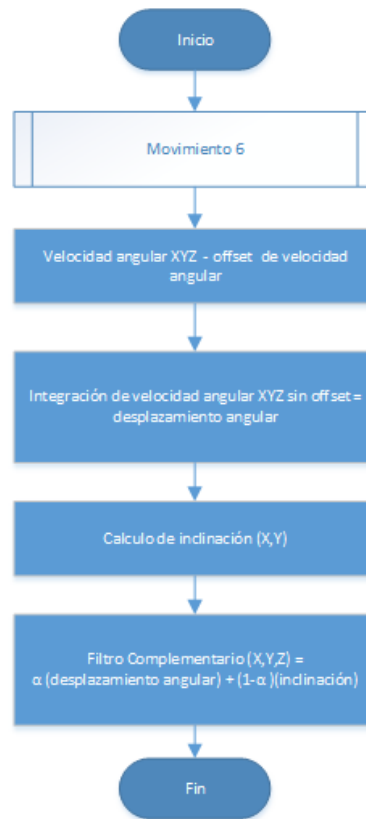 Inicio
Movimiento 6
Velocidad angular XYZ - offset de velocidad
angular
Integración de velocidad angular XYZ sin offset=
desplazamiento angular
Calculo de inclinación (X,Y)
Filtro Complementario (X,Y,Z) =
α (desplazamiento angular) + (1-α )(inclinación)
Fin